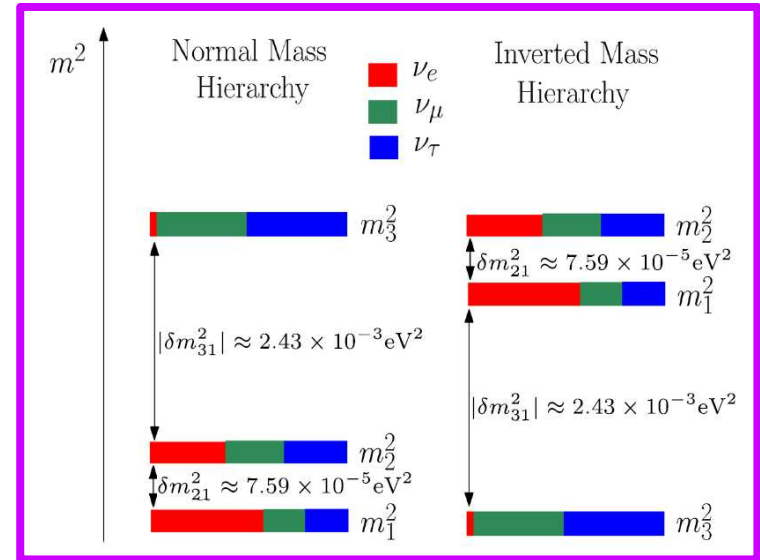 m²
Normal Mass
Hierarchy
νₑ
ν_μ
ν_τ
Inverted Mass
Hierarchy
m₃²
|δm²₃₁| ≈ 2.43 × 10⁻³eV²
m₂²
δm²₂₁ ≈ 7.59 × 10⁻⁵eV²
m₁²
m₂²
δm²₂₁ ≈ 7.59 × 10⁻⁵eV²
m₁²
|δm²₃₁| ≈ 2.43 × 10⁻³eV²
m₃²